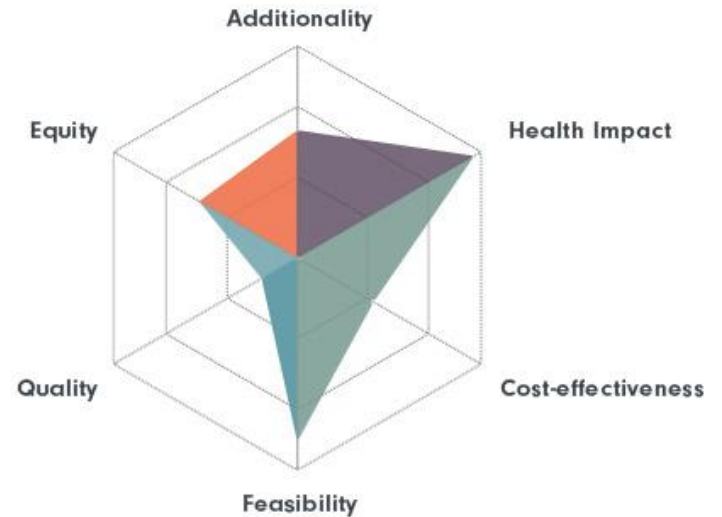 Additionality
Equity
Health Impact
Quality
Cost-effectiveness
Feasibility